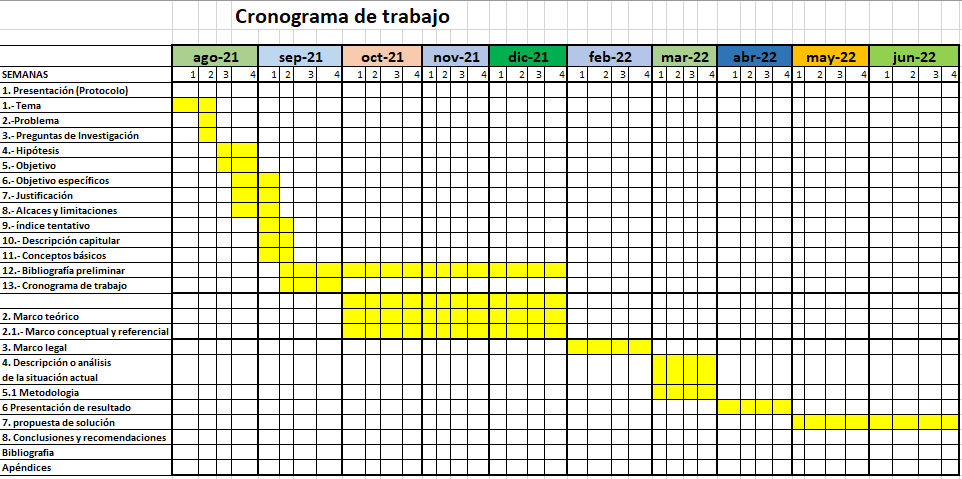 Cronograma de trabajo
ago-21 sep-21 oct-21 nov-21 dic-21 feb-22 mar-22 abr-22 may-22 jun-22
SEMANAS 1 2 3 4 1 2 3 4 1 2 3 4 1 2 3 4 1 2 3 4 1 2 3 4 1 2 3 4 1 2 3 4 1 2 3 4 1 2 3 4
1. Presentación (Protocolo)
1.- Tema
2.-Problema
3.- Preguntas de Investigación
4.- Hipótesis
5.- Objetivo
6.- Objetivo específicos
7.- Justificación
8.- Alcaces y limitaciones
9.- índice tentativo
10.- Descripción capitular
11.- Conceptos básicos
12.- Bibliografía preliminar
13.- Cronograma de trabajo
2. Marco teórico
2.1.- Marco conceptual y referencial
3. Marco legal
4. Descripción o análisis
de la situación actual
5.1 Metodologia
6 Presentación de resultado
7. propuesta de solución
8. Conclusiones y recomendaciones
Bibliografia
Apéndices